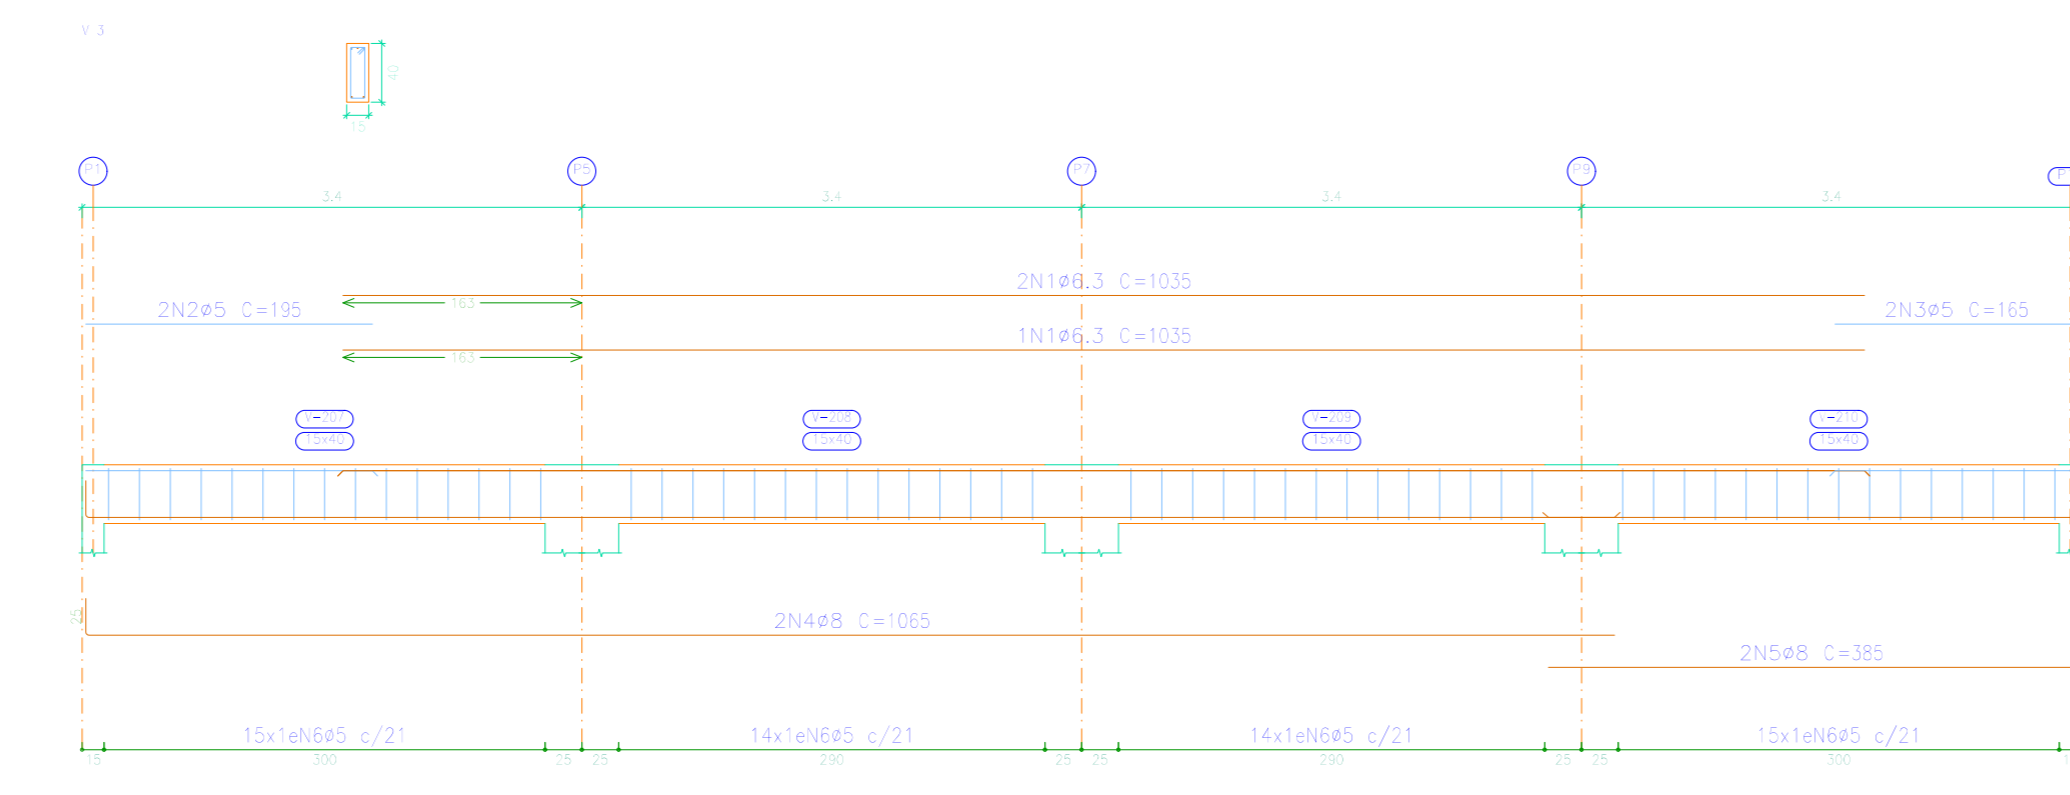 V 3
40
15
P1 P5 P7 P9 P
3.4 3.4 3.4 3.4
2N1ø6.3 C=1035
2N2ø5 C=195 163 2N3ø5 C=165
1N1ø6.3 C=1035
163
V-207 V-208 V-209 V-210
15x40 15x40 15x40 15x40
25
2N4ø8 C=1065
2N5ø8 C=385
15x1eN6ø5 c/21 14x1eN6ø5 c/21 14x1eN6ø5 c/21 15x1eN6ø5 c/21
15 300 25 25 290 25 25 290 25 25 300 1